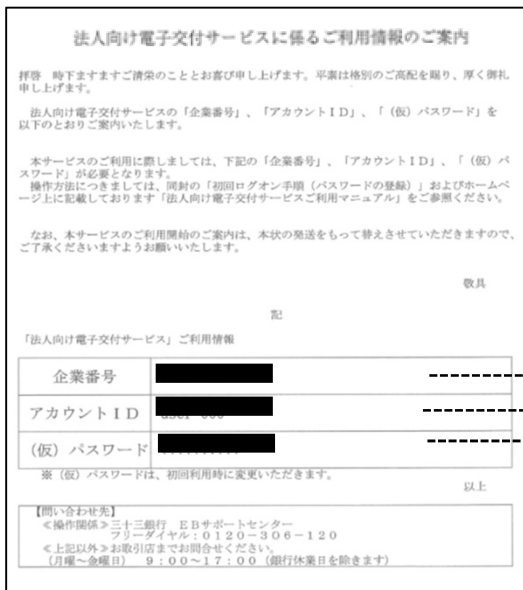 法人向け電子交付サービスに係るご利用情報のご案内
拝啓 時下ますますご清栄のこととお喜び申し上げます。平素は格別のご高配を賜り、厚く御礼
申し上げます。
法人向け電子交付サービスの「企業番号」、「アカウントＩＤ」、「（仮）パスワード」を
以下のとおりご案内いたします。
本サービスのご利用に際しましては、下記の「企業番号」、「アカウントＩＤ」、「（仮）パ
スワード」が必要となります。
操作方法につきましては、同封の「初回ログオン手順（パスワードの登録）」およびホームペ
ージ上に記載しております「法人向け電子交付サービスご利用マニュアル」をご参照ください。
なお、本サービスのご利用開始のご案内は、本状の発送をもって替えさせていただきますので、
ご了承くださいますようお願いいたします。
敬具
記
「法人向け電子交付サービス」ご利用情報
企業番号
アカウントＩＤ
（仮）パスワード
※（仮）パスワードは、初回利用時に変更いただきます。
以上
【問い合わせ先】
≪操作関係≫三十三銀行 ＥＢサポートセンター
フリーダイヤル：０１２０－３０６－１２０
≪上記以外≫お取引店までお問合せください。
（月曜～金曜日） ９：００～１７：００（銀行休業日を除きます）